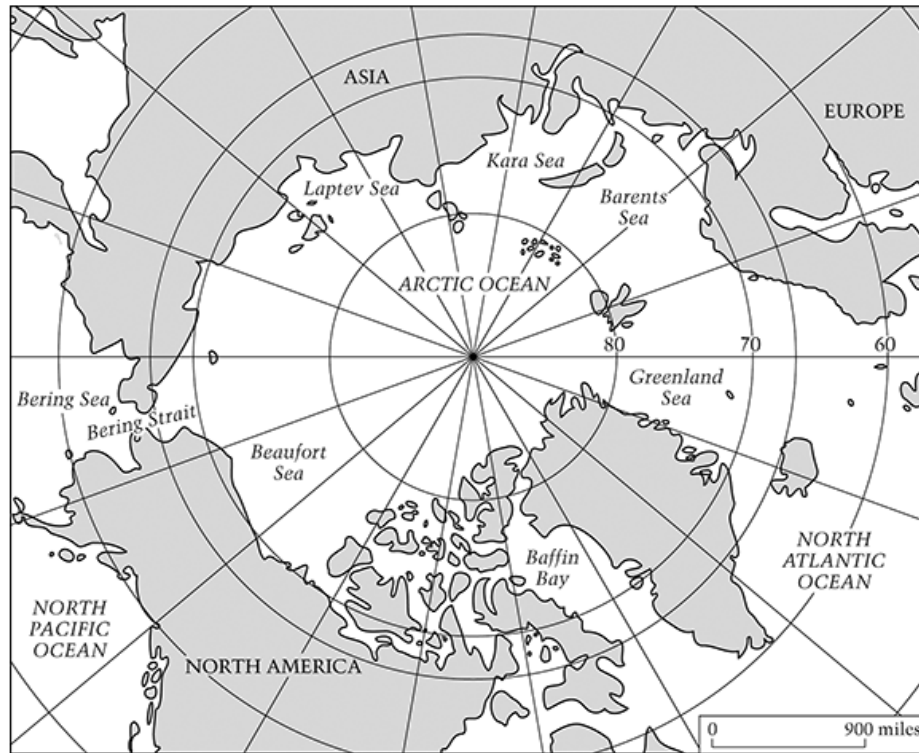 ASIA
EUROPE
Kara Sea
Laptev Sea
Barents
Sea
ARCTIC OCEAN
80
70
60
Greenland
Sea
Bering Sea
Bering Strait
Beaufort
Sea
Baffin
Bay
NORTH
ATLANTIC
OCEAN
NORTH
PACIFIC
OCEAN
NORTH AMERICA
0
900 miles